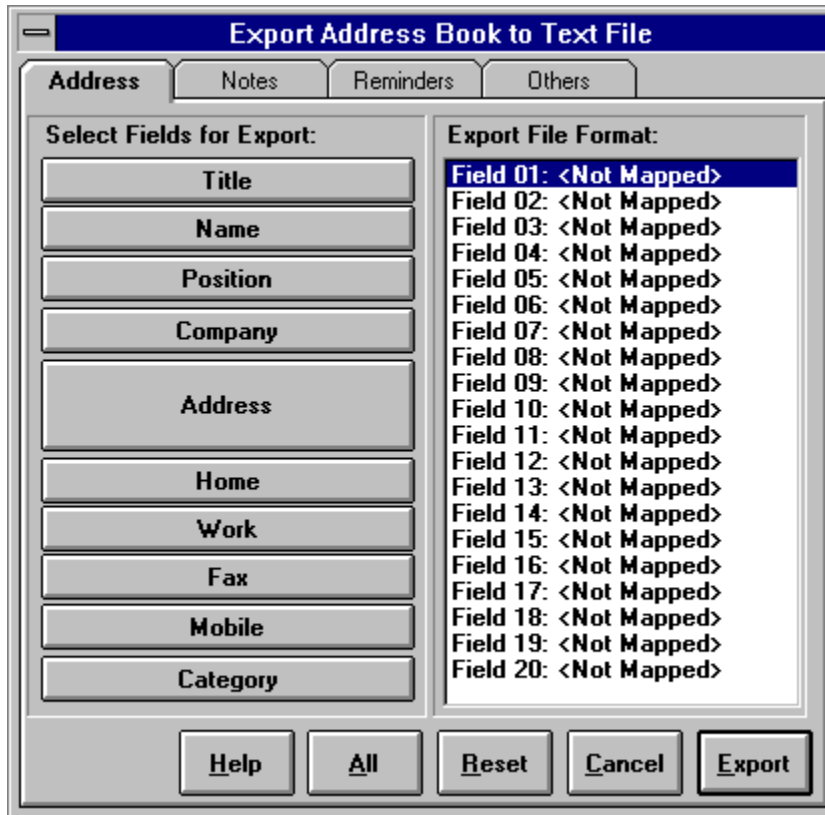 Export Address Book to Text File
Address Notes Reminders Others
Select Fields for Export:
Title
Name
Position
Company
Address
Home
Work
Fax
Mobile
Category
Export File Format:
Field 01: <Not Mapped>
Field 02: <Not Mapped>
Field 03: <Not Mapped>
Field 04: <Not Mapped>
Field 05: <Not Mapped>
Field 06: <Not Mapped>
Field 07: <Not Mapped>
Field 08: <Not Mapped>
Field 09: <Not Mapped>
Field 10: <Not Mapped>
Field 11: <Not Mapped>
Field 12: <Not Mapped>
Field 13: <Not Mapped>
Field 14: <Not Mapped>
Field 15: <Not Mapped>
Field 16: <Not Mapped>
Field 17: <Not Mapped>
Field 18: <Not Mapped>
Field 19: <Not Mapped>
Field 20: <Not Mapped>
Help All Reset Cancel Export